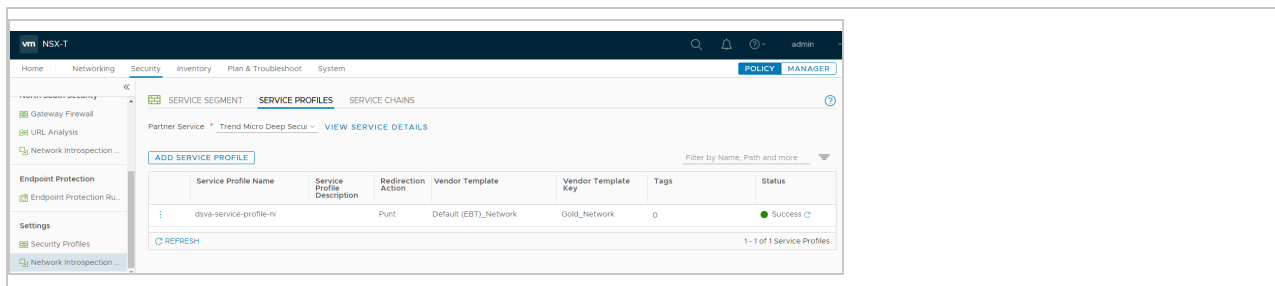 vm NSX-T admin
Home Networking Security Inventory Plan & Troubleshoot System POLICY MANAGER
North South Security
Gateway Firewall
URL Analysis
Network Introspection ...
Endpoint Protection
Endpoint Protection Ru...
Settings
Security Profiles
Network Introspection ...
SERVICE SEGMENT SERVICE PROFILES SERVICE CHAINS
Partner Service * Trend Micro Deep Secur VIEW SERVICE DETAILS
ADD SERVICE PROFILE Filter by Name, Path and more
Service Profile Name Service Profile Description Redirection Action Vendor Template Vendor Template Key Tags Status
dsva-service-profile-ni Punt Default (EBT)_Network Gold_Network 0 Success
REFRESH 1 - 1 of 1 Service Profiles